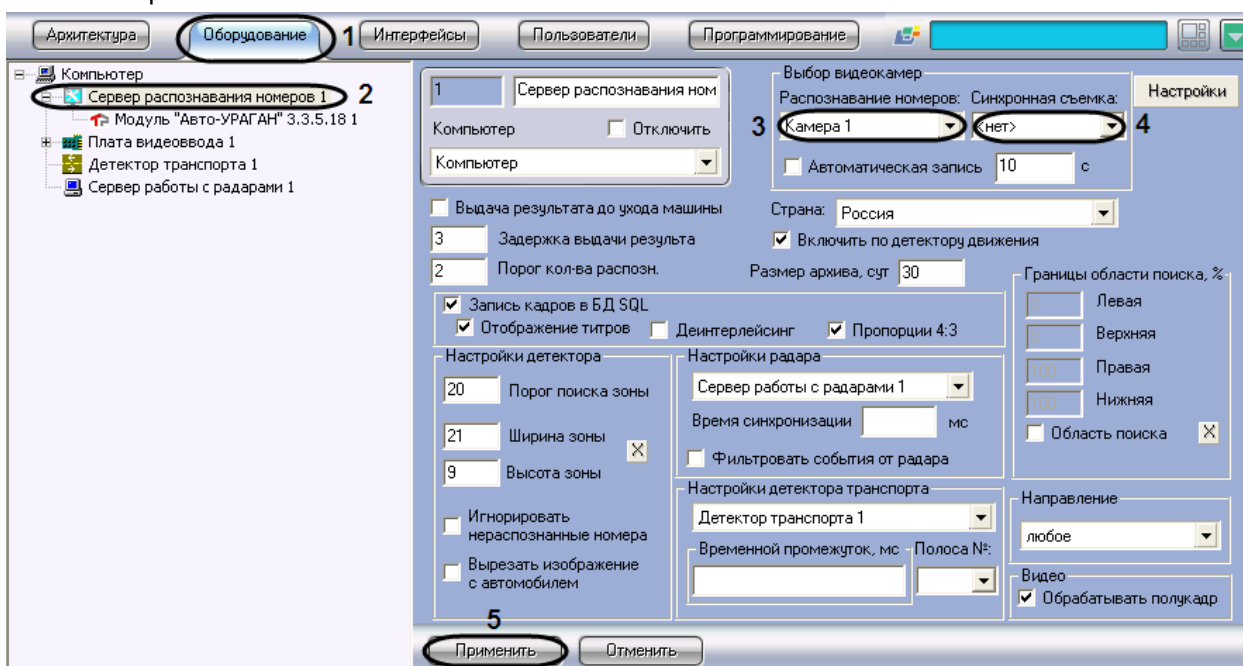 Архитектура Оборудование 1 Интерфейсы Пользователи Программирование
Компьютер
Сервер распознавания номеров 1 2
Модуль "Авто-УРАГАН" 3.3.5.18 1
Плата видеоввода 1
Детектор транспорта 1
Сервер работы с радарами 1
1 Сервер распознавания ном
Компьютер Отключить
Компьютер
Выбор видеокамер
Распознавание номеров: Синхронная съемка:
3 Камера 1 <нет> 4
Автоматическая запись 10 с
Настройки
Выдача результата до ухода машины
Страна: Россия
3 Задержка выдачи результа
Включить по детектору движения
2 Порог кол-ва распозн.
Размер архива, сут 30
Запись кадров в БД SQL
Отображение титров Деинтерлейсинг Пропорции 4:3
Границы области поиска, %
0 Левая
0 Верхняя
100 Правая
100 Нижняя
Область поиска X
Настройки детектора
20 Порог поиска зоны
21 Ширина зоны
X
9 Высота зоны
Игнорировать
нераспознанные номера
Вырезать изображение
с автомобилем
Настройки радара
Сервер работы с радарами 1
Время синхронизации мс
Фильтровать события от радара
Настройки детектора транспорта
Детектор транспорта 1
Временной промежуток, мс Полоса №:
Направление
любое
Видео
Обрабатывать полукадр
5
Применить Отменить